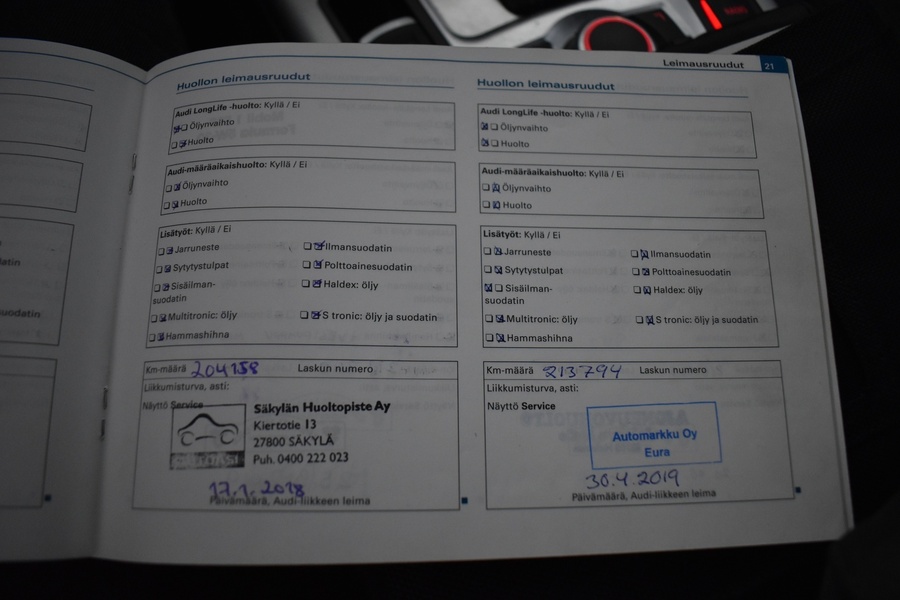 Leimausruudut 21
Huollon leimausruudut
Audi LongLife -huolto: Kyllä / Ei
Öljynvaihto
Huolto
Audi-määräaikaishuolto: Kyllä / Ei
Öljynvaihto
Huolto
Lisätyöt: Kyllä / Ei
Jarruneste
Ilmansuodatin
Sytytystulpat
Polttoainesuodatin
Sisäilman-
suodatin
Haldex: öljy
Multitronic: öljy
S tronic: öljy ja suodatin
Hammashihna
Km-määrä 204158 Laskun numero
Liikkumisturva, asti:
Näyttö Service
Säkylän Huoltopiste Ay
Kiertotie 13
27800 SÄKYLÄ
Puh. 0400 222 023
17.1.2018
Päivämäärä, Audi-liikkeen leima
Huollon leimausruudut
Audi LongLife -huolto: Kyllä / Ei
Öljynvaihto
Huolto
Audi-määräaikaishuolto: Kyllä / Ei
Öljynvaihto
Huolto
Lisätyöt: Kyllä / Ei
Jarruneste
Ilmansuodatin
Sytytystulpat
Polttoainesuodatin
Sisäilman-
suodatin
Haldex: öljy
Multitronic: öljy
S tronic: öljy ja suodatin
Hammashihna
Km-määrä 213794 Laskun numero
Liikkumisturva, asti:
Näyttö Service
Automarkku Oy
Eura
30.4.2019
Päivämäärä, Audi-liikkeen leima